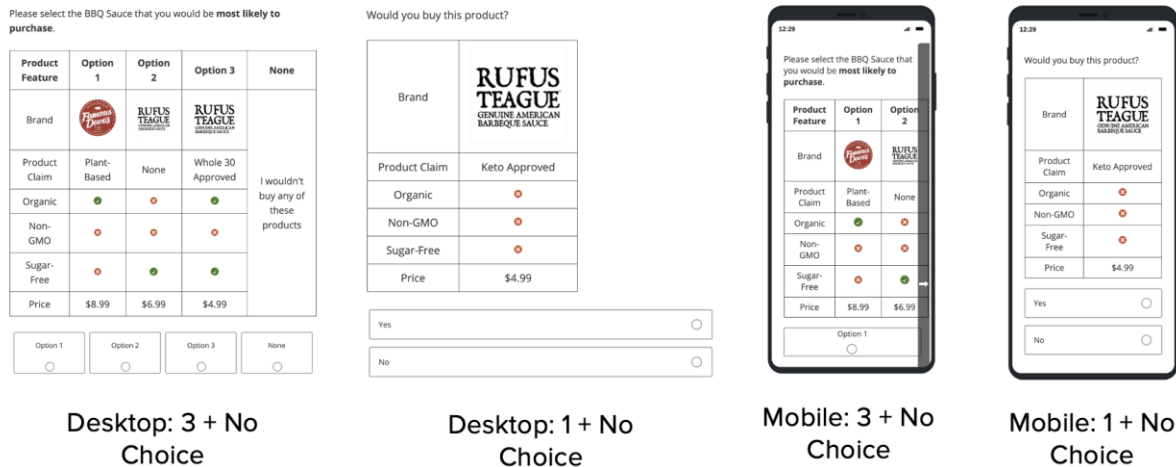 Please select the BBQ Sauce that you would be most likely to
purchase.
Product Feature | Option 1 | Option 2 | Option 3 | None
Brand | Famous Dave's | RUFUS TEAGUE GENUINE AMERICAN BARBEQUE SAUCE | RUFUS TEAGUE GENUINE AMERICAN BARBEQUE SAUCE | I wouldn't buy any of these products
Product Claim | Plant-Based | None | Whole 30 Approved
Organic
Non-GMO
Sugar-Free
Price | $8.99 | $6.99 | $4.99
Option 1 | Option 2 | Option 3 | None
Desktop: 3 + No
Choice
Would you buy this product?
Brand | RUFUS TEAGUE GENUINE AMERICAN BARBEQUE SAUCE
Product Claim | Keto Approved
Organic
Non-GMO
Sugar-Free
Price | $4.99
Yes
No
Desktop: 1 + No
Choice
12:29
Please select the BBQ Sauce that
you would be most likely to
purchase.
Product Feature | Option 1 | Option 2
Brand | Famous Dave's | RUFUS TEAGUE
Product Claim | Plant-Based | None
Organic
Non-GMO
Sugar-Free
Price | $8.99 | $6.99
Option 1
Mobile: 3 + No
Choice
12:29
Would you buy this product?
Brand | RUFUS TEAGUE GENUINE AMERICAN BARBEQUE SAUCE
Product Claim | Keto Approved
Organic
Non-GMO
Sugar-Free
Price | $4.99
Yes
No
Mobile: 1 + No
Choice